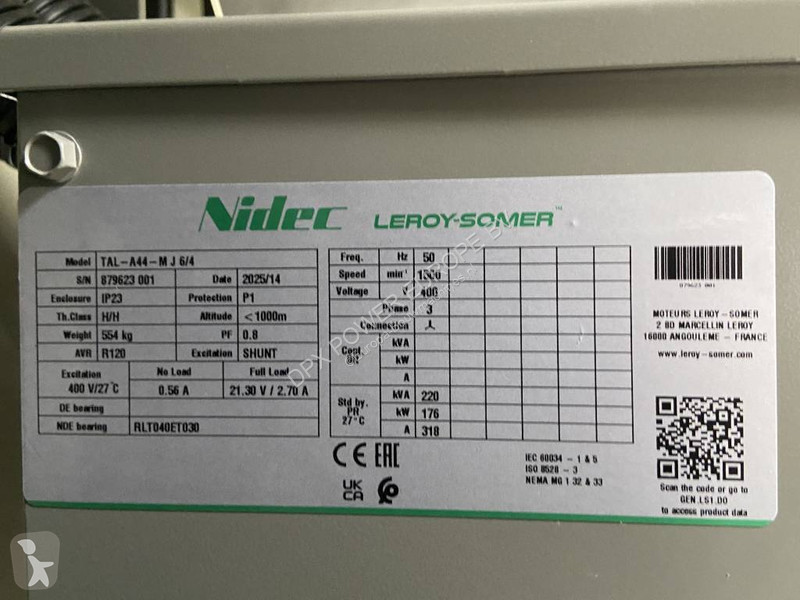 Nidec LEROY-SOMER™
Model TAL-A44-M J 6/4
S/N 879623 001 Date 2025/14
Enclosure IP23 Protection P1
Th.Class H/H Altitude <1000m
Weight 554 kg PF 0.8
AVR R120 Excitation SHUNT
Excitation No Load Full Load
400 V/27°C 0.56 A 21.30 V / 2.70 A
DE bearing
NDE bearing RLT040ET030
Freq. Hz 50
Speed min⁻¹ 1500
Voltage V 400
Phase 3
Connection
Cont. kVA
kW
A
Std by. kVA 220
PR kW 176
27°C A 318
CE EAC
UK
CA
IEC 60034 - 1 & 5
ISO 8528 - 3
NEMA MG 1.32 & 33
879623 001
MOTEURS LEROY-SOMER
2 BD MARCELLIN LEROY
16000 ANGOULEME - FRANCE
www.leroy-somer.com
Scan the code or go to
GEN.LS1.DO
to access product data
DPX POWER EUROPE B.V.